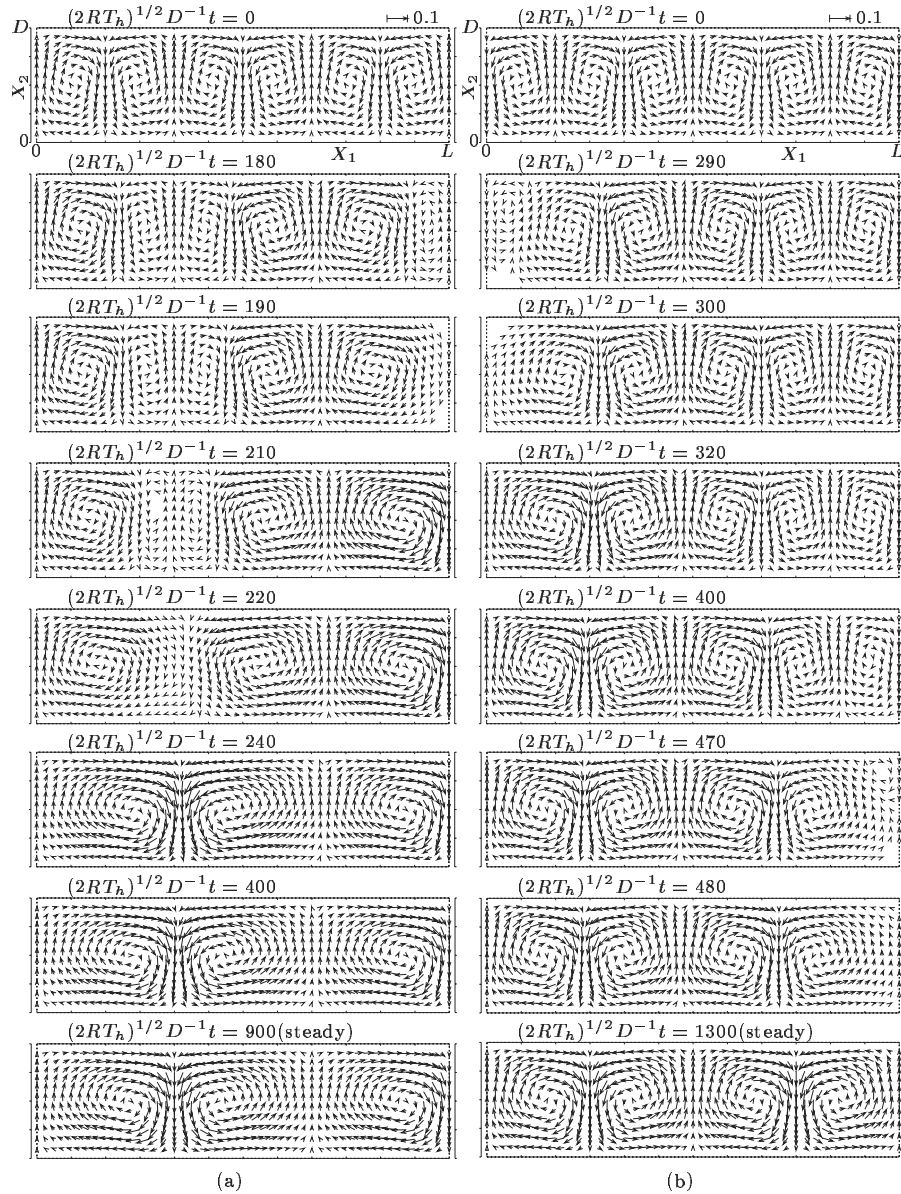 (2RT_h)^{1/2} D^{-1} t = 0 0.1
D
X_2
0
0 X_1 L
(2RT_h)^{1/2} D^{-1} t = 180
(2RT_h)^{1/2} D^{-1} t = 190
(2RT_h)^{1/2} D^{-1} t = 210
(2RT_h)^{1/2} D^{-1} t = 220
(2RT_h)^{1/2} D^{-1} t = 240
(2RT_h)^{1/2} D^{-1} t = 400
(2RT_h)^{1/2} D^{-1} t = 900(steady)
(a)
(2RT_h)^{1/2} D^{-1} t = 0 0.1
D
X_2
0
0 X_1 L
(2RT_h)^{1/2} D^{-1} t = 290
(2RT_h)^{1/2} D^{-1} t = 300
(2RT_h)^{1/2} D^{-1} t = 320
(2RT_h)^{1/2} D^{-1} t = 400
(2RT_h)^{1/2} D^{-1} t = 470
(2RT_h)^{1/2} D^{-1} t = 480
(2RT_h)^{1/2} D^{-1} t = 1300(steady)
(b)